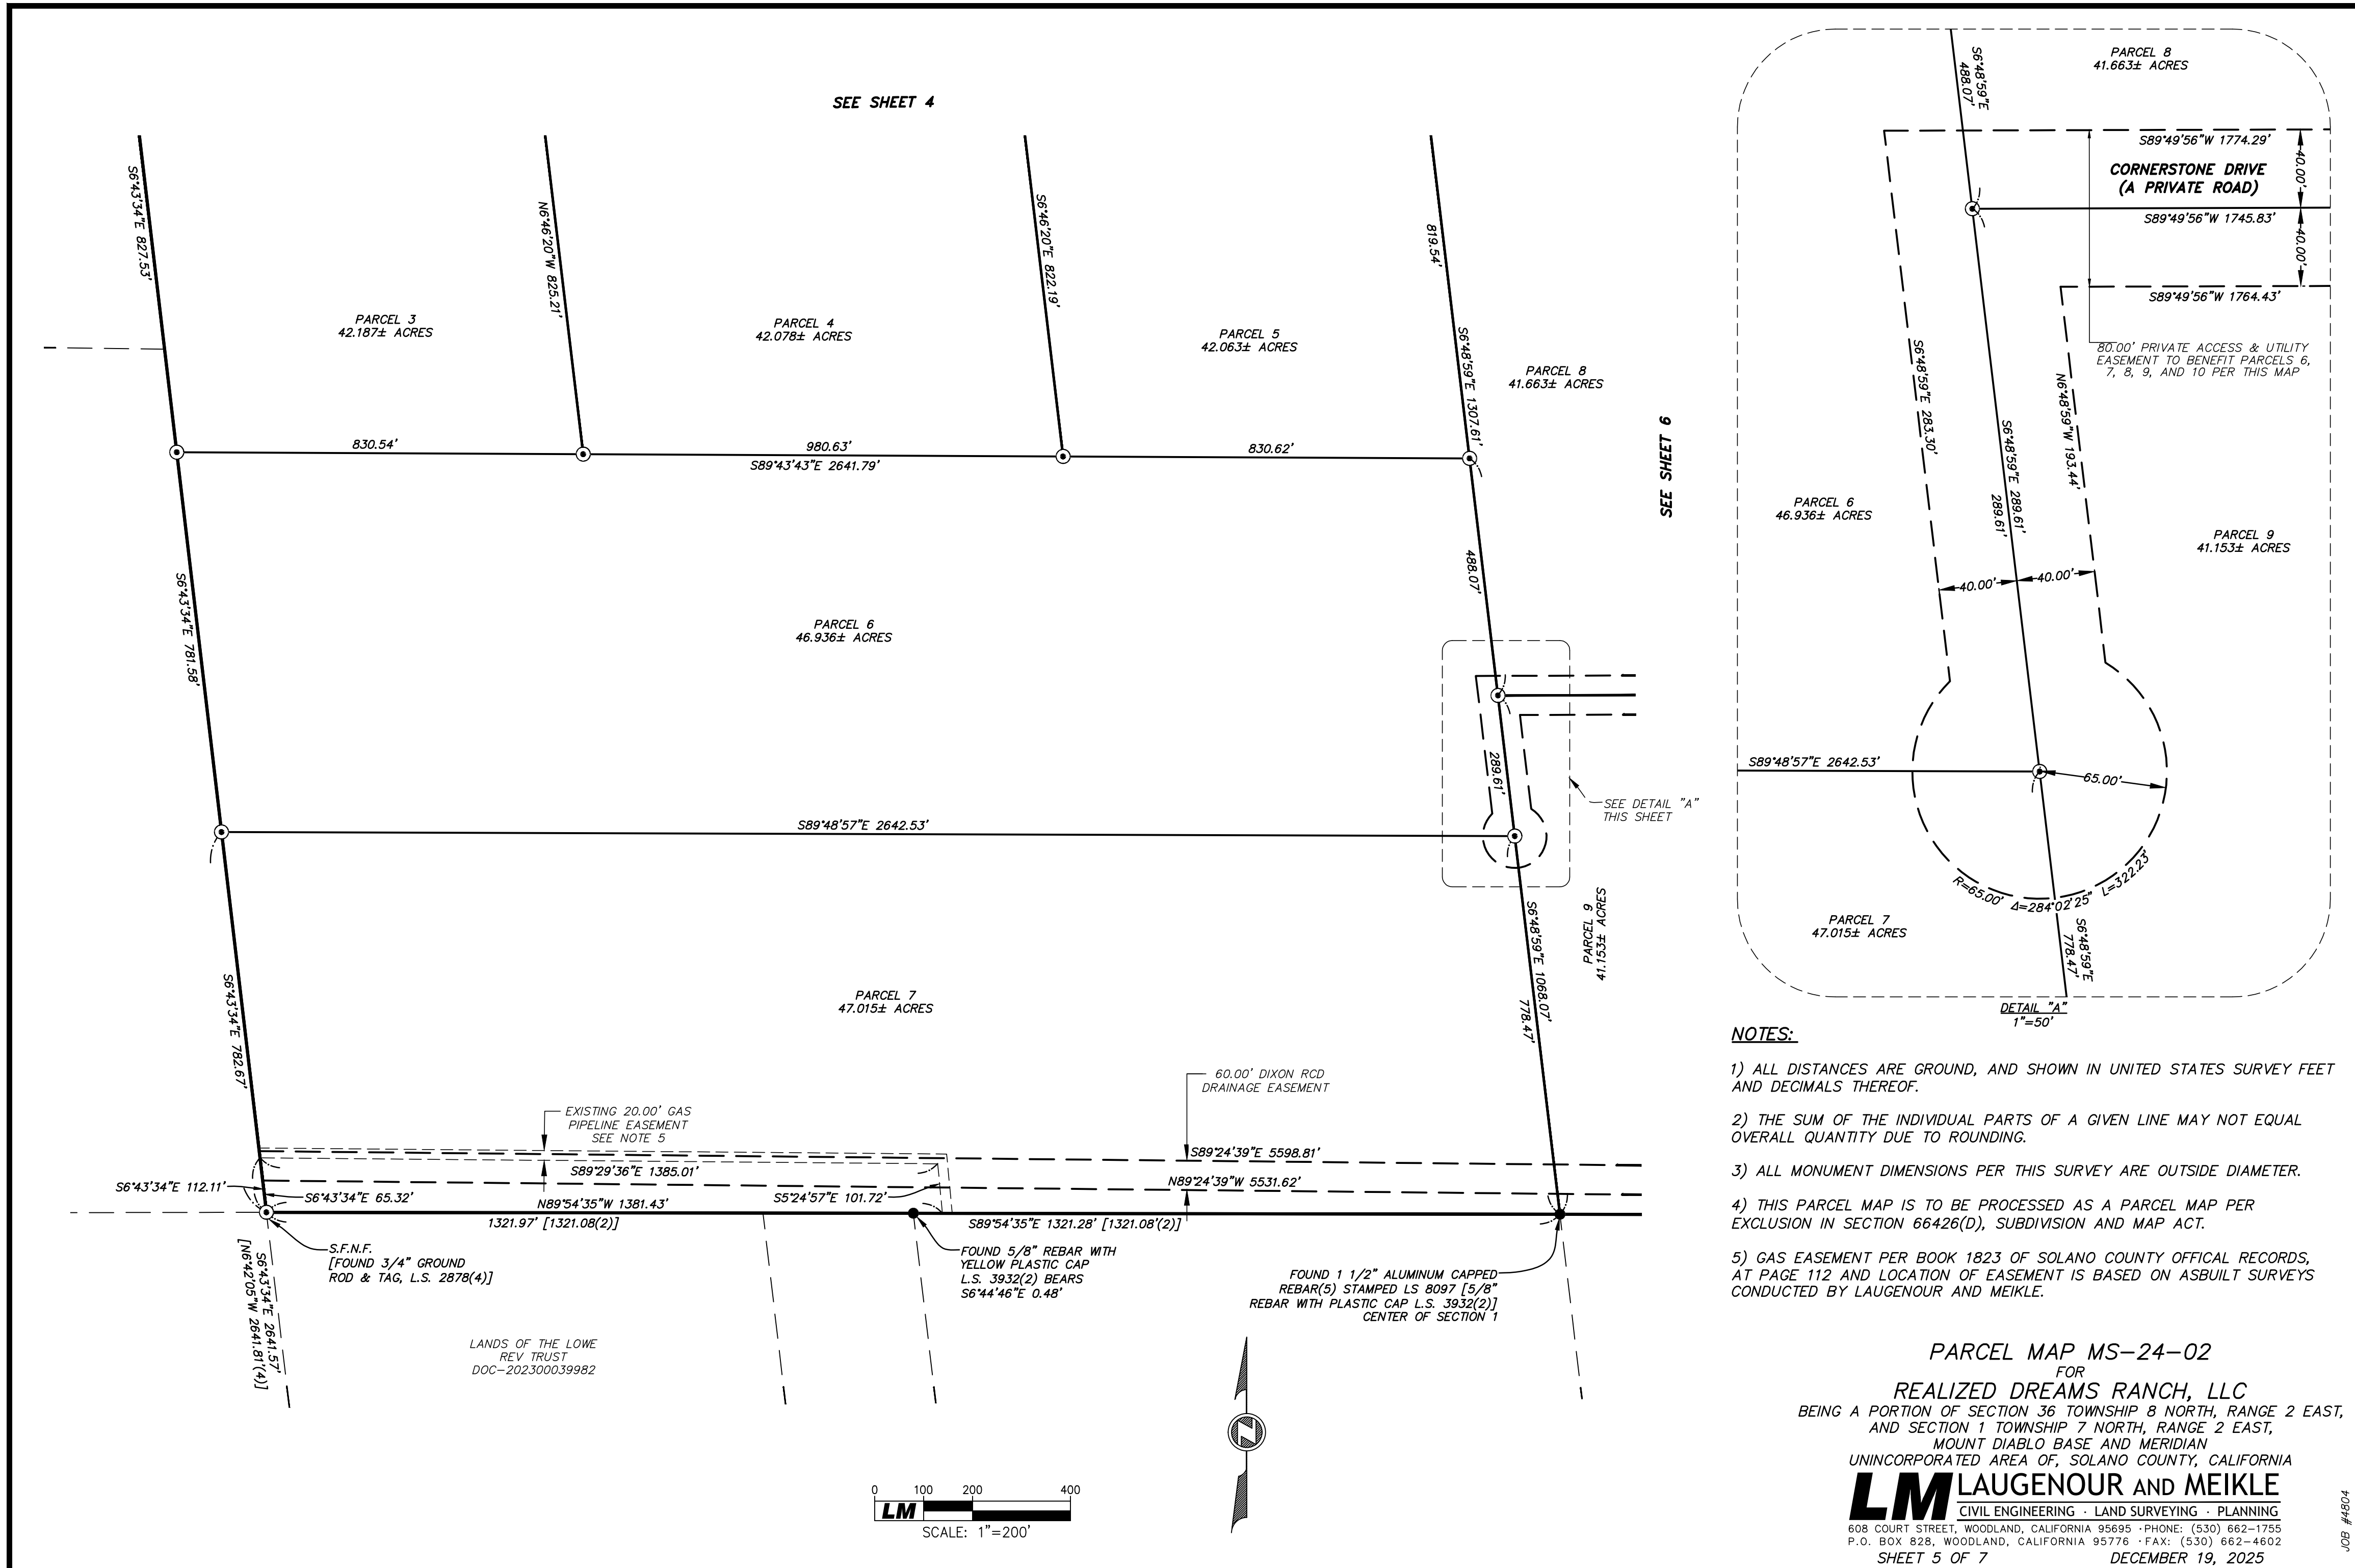 SEE SHEET 4
S6°43'34"E 827.53'
N6°46'20"W 825.21'
S6°46'20"E 822.19'
819.54'
S6°48'59"E 1307.61'
PARCEL 3
42.187± ACRES
PARCEL 4
42.078± ACRES
PARCEL 5
42.063± ACRES
PARCEL 8
41.663± ACRES
SEE SHEET 6
830.54'
980.63'
S89°43'43"E 2641.79'
830.62'
S6°43'34"E 781.58'
488.07'
PARCEL 6
46.936± ACRES
289.61'
SEE DETAIL "A"
THIS SHEET
S89°48'57"E 2642.53'
S6°43'34"E 782.67'
PARCEL 7
47.015± ACRES
S6°48'59"E 1068.07'
778.47'
PARCEL 9
41.153± ACRES
60.00' DIXON RCD
DRAINAGE EASEMENT
EXISTING 20.00' GAS
PIPELINE EASEMENT
SEE NOTE 5
S89°24'39"E 5598.81'
S89°29'36"E 1385.01'
N89°24'39"W 5531.62'
S6°43'34"E 112.11'
S6°43'34"E 65.32'
N89°54'35"W 1381.43'
S5°24'57"E 101.72'
1321.97' [1321.08(2)]
S89°54'35"E 1321.28' [1321.08'(2)]
S.F.N.F.
[FOUND 3/4" GROUND
ROD & TAG, L.S. 2878(4)]
FOUND 5/8" REBAR WITH
YELLOW PLASTIC CAP
L.S. 3932(2) BEARS
S6°44'46"E 0.48'
FOUND 1 1/2" ALUMINUM CAPPED
REBAR(5) STAMPED LS 8097 [5/8"
REBAR WITH PLASTIC CAP L.S. 3932(2)]
CENTER OF SECTION 1
S6°43'34"E 2641.57'
[N6°42'05"W 2641.81'(4)]
LANDS OF THE LOWE
REV TRUST
DOC-202300039982
0 100 200 400
LM
SCALE: 1"=200'
N
S6°48'59"E
488.07'
PARCEL 8
41.663± ACRES
S89°49'56"W 1774.29'
40.00'
CORNERSTONE DRIVE
(A PRIVATE ROAD)
S89°49'56"W 1745.83'
40.00'
S89°49'56"W 1764.43'
80.00' PRIVATE ACCESS & UTILITY
EASEMENT TO BENEFIT PARCELS 6,
7, 8, 9, AND 10 PER THIS MAP
S6°48'59"E 283.30'
N6°48'59"W 193.44'
S6°48'59"E 289.61'
289.61'
PARCEL 6
46.936± ACRES
PARCEL 9
41.153± ACRES
40.00'
40.00'
S89°48'57"E 2642.53'
65.00'
R=65.00' Δ=284°02'25" L=322.23'
PARCEL 7
47.015± ACRES
S6°48'59"E
778.47'
DETAIL "A"
1"=50'
NOTES:
1) ALL DISTANCES ARE GROUND, AND SHOWN IN UNITED STATES SURVEY FEET
AND DECIMALS THEREOF.
2) THE SUM OF THE INDIVIDUAL PARTS OF A GIVEN LINE MAY NOT EQUAL
OVERALL QUANTITY DUE TO ROUNDING.
3) ALL MONUMENT DIMENSIONS PER THIS SURVEY ARE OUTSIDE DIAMETER.
4) THIS PARCEL MAP IS TO BE PROCESSED AS A PARCEL MAP PER
EXCLUSION IN SECTION 66426(D), SUBDIVISION AND MAP ACT.
5) GAS EASEMENT PER BOOK 1823 OF SOLANO COUNTY OFFICAL RECORDS,
AT PAGE 112 AND LOCATION OF EASEMENT IS BASED ON ASBUILT SURVEYS
CONDUCTED BY LAUGENOUR AND MEIKLE.
PARCEL MAP MS-24-02
FOR
REALIZED DREAMS RANCH, LLC
BEING A PORTION OF SECTION 36 TOWNSHIP 8 NORTH, RANGE 2 EAST,
AND SECTION 1 TOWNSHIP 7 NORTH, RANGE 2 EAST,
MOUNT DIABLO BASE AND MERIDIAN
UNINCORPORATED AREA OF, SOLANO COUNTY, CALIFORNIA
LM LAUGENOUR AND MEIKLE
CIVIL ENGINEERING · LAND SURVEYING · PLANNING
608 COURT STREET, WOODLAND, CALIFORNIA 95695 · PHONE: (530) 662-1755
P.O. BOX 828, WOODLAND, CALIFORNIA 95776 · FAX: (530) 662-4602
SHEET 5 OF 7 DECEMBER 19, 2025
JOB #4804